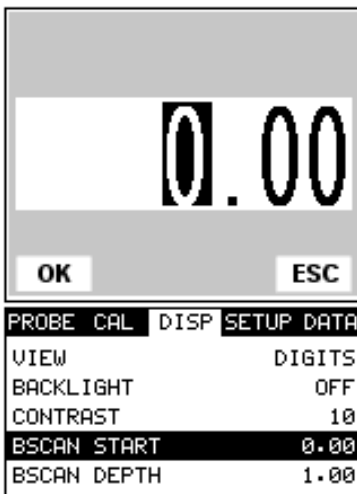 0.00
OK ESC
PROBE CAL DISP SETUP DATA
VIEW DIGITS
BACKLIGHT OFF
CONTRAST 10
BSCAN START 0.00
BSCAN DEPTH 1.00